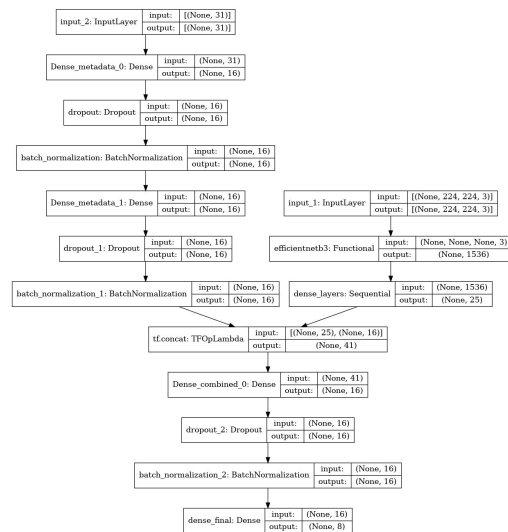 input_2: InputLayer input: [(None, 31)]
output: [(None, 31)]
Dense_metadata_0: Dense input: (None, 31)
output: (None, 16)
dropout: Dropout input: (None, 16)
output: (None, 16)
batch_normalization: BatchNormalization input: (None, 16)
output: (None, 16)
Dense_metadata_1: Dense input: (None, 16)
output: (None, 16)
input_1: InputLayer input: [(None, 224, 224, 3)]
output: [(None, 224, 224, 3)]
dropout_1: Dropout input: (None, 16)
output: (None, 16)
efficientnetb3: Functional input: (None, None, None, 3)
output: (None, 1536)
batch_normalization_1: BatchNormalization input: (None, 16)
output: (None, 16)
dense_layers: Sequential input: (None, 1536)
output: (None, 25)
tf.concat: TFOpLambda input: [(None, 25), (None, 16)]
output: (None, 41)
Dense_combined_0: Dense input: (None, 41)
output: (None, 16)
dropout_2: Dropout input: (None, 16)
output: (None, 16)
batch_normalization_2: BatchNormalization input: (None, 16)
output: (None, 16)
dense_final: Dense input: (None, 16)
output: (None, 8)